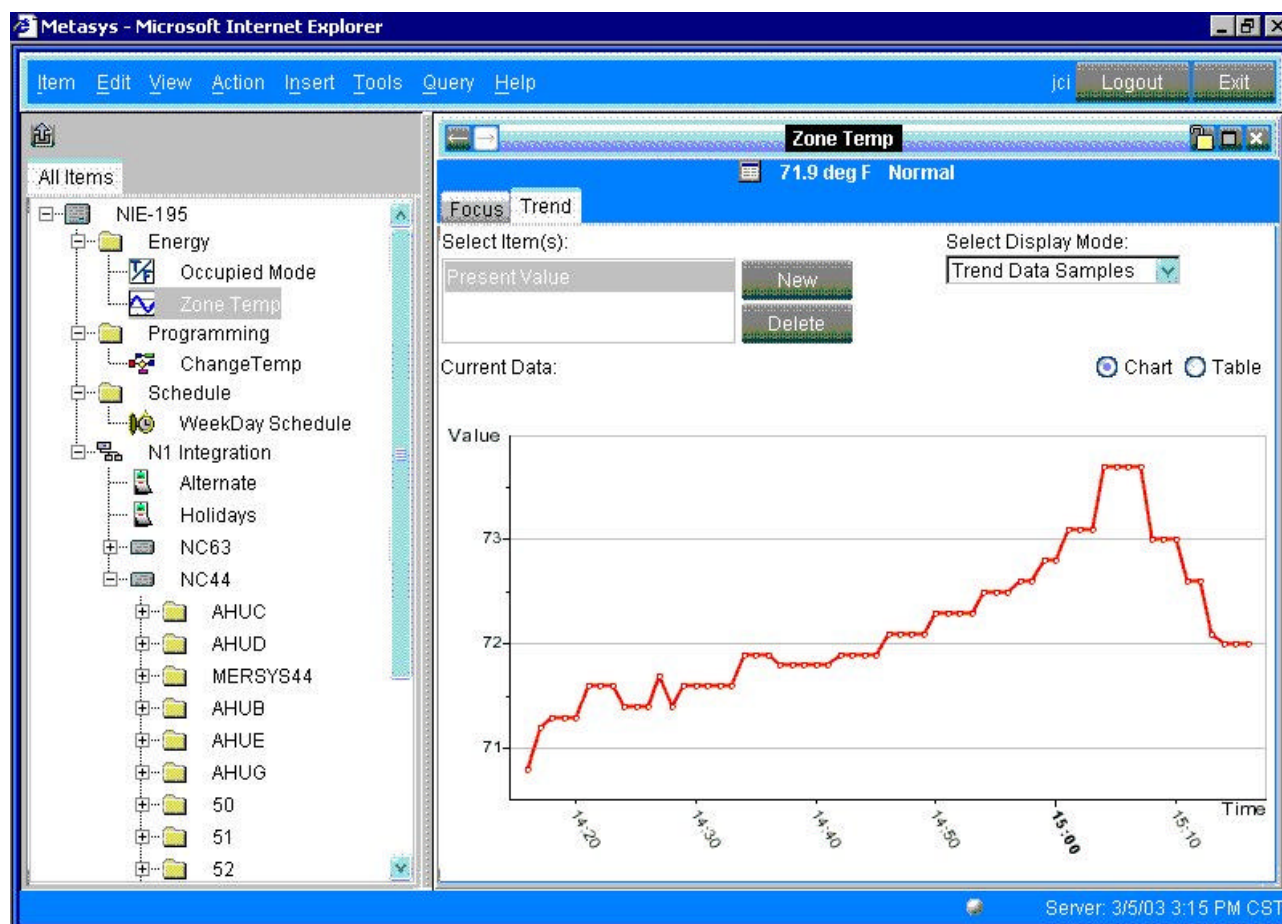 Metasys - Microsoft Internet Explorer
Item Edit View Action Insert Tools Query Help jci Logout Exit
All Items
NIE-195
Energy
Occupied Mode
Zone Temp
Programming
ChangeTemp
Schedule
WeekDay Schedule
N1 Integration
Alternate
Holidays
NC63
NC44
AHUC
AHUD
MERSYS44
AHUB
AHUE
AHUG
50
51
52
Zone Temp
71.9 deg F Normal
Focus Trend
Select Item(s):
Present Value
New
Delete
Select Display Mode:
Trend Data Samples
Current Data:
Chart Table
Value
73
72
71
14:20 14:30 14:40 14:50 15:00 15:10
Time
Server: 3/5/03 3:15 PM CST